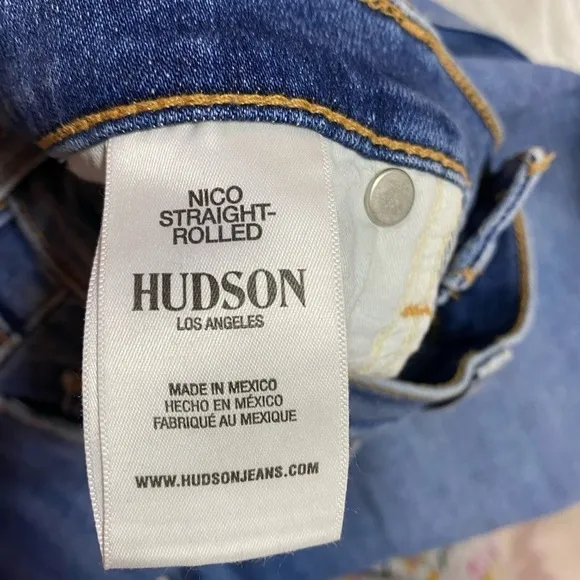 NICO
STRAIGHT-
ROLLED
HUDSON
LOS ANGELES
MADE IN MEXICO
HECHO EN MÉXICO
FABRIQUÉ AU MEXIQUE
WWW.HUDSONJEANS.COM